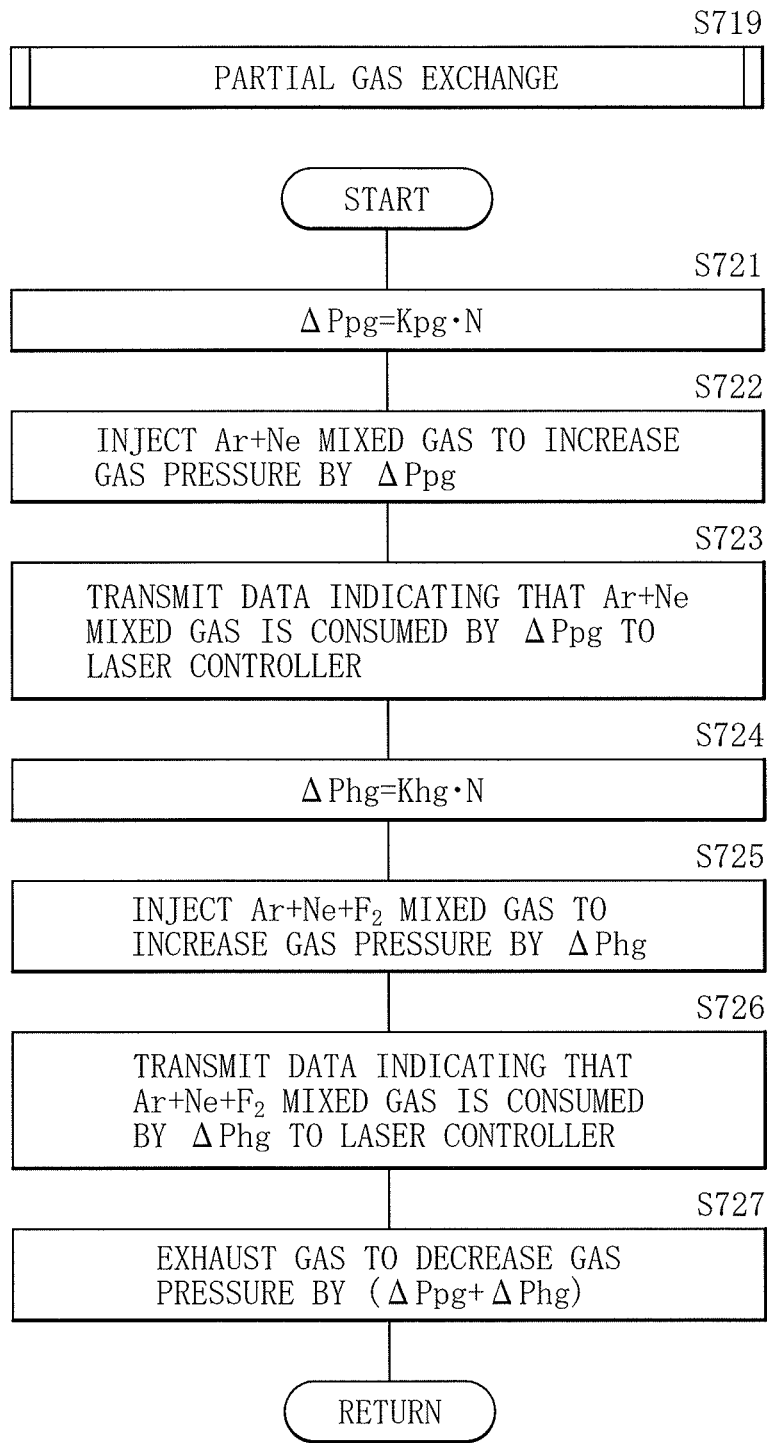 S719
PARTIAL GAS EXCHANGE
START
S721
ΔPpg=Kpg·N
S722
INJECT Ar+Ne MIXED GAS TO INCREASE
GAS PRESSURE BY ΔPpg
S723
TRANSMIT DATA INDICATING THAT Ar+Ne
MIXED GAS IS CONSUMED BY ΔPpg TO
LASER CONTROLLER
S724
ΔPhg=Khg·N
S725
INJECT Ar+Ne+F₂ MIXED GAS TO
INCREASE GAS PRESSURE BY ΔPhg
S726
TRANSMIT DATA INDICATING THAT
Ar+Ne+F₂ MIXED GAS IS CONSUMED
BY ΔPhg TO LASER CONTROLLER
S727
EXHAUST GAS TO DECREASE GAS
PRESSURE BY (ΔPpg+ΔPhg)
RETURN